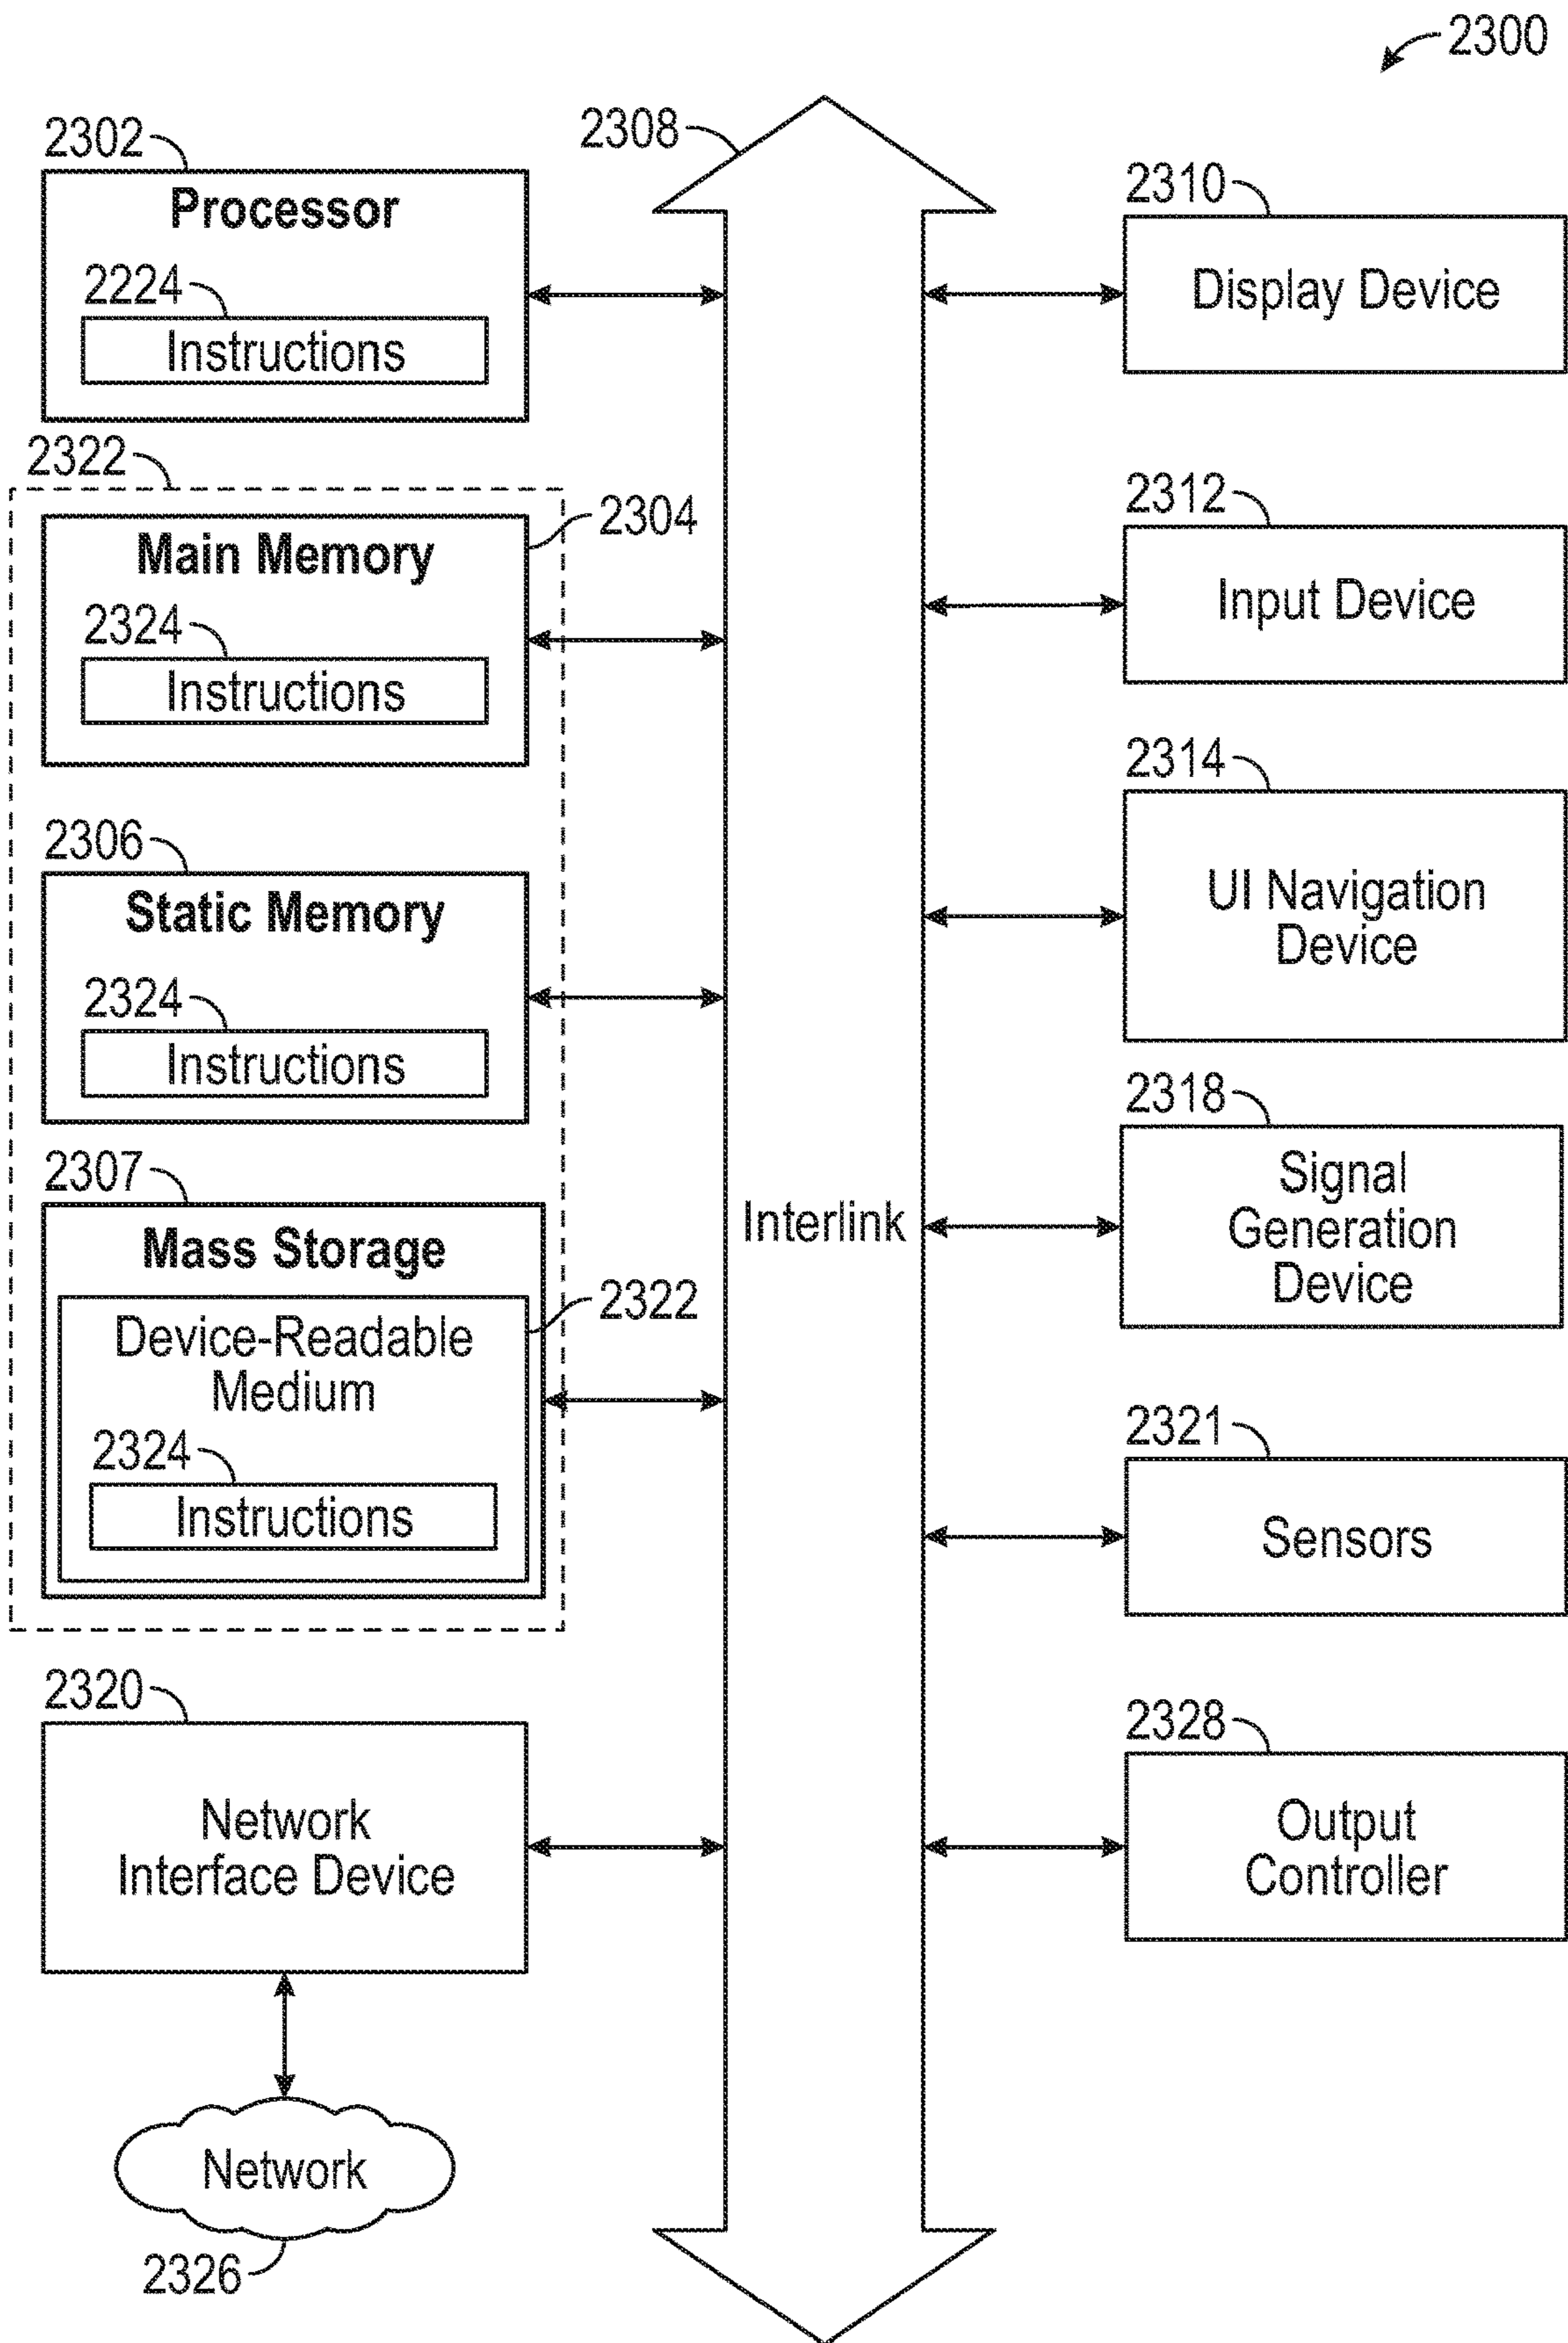 2300
2308
2302
Processor
2224
Instructions
2322
2304
Main Memory
2324
Instructions
2306
Static Memory
2324
Instructions
2307
Mass Storage
2322
Device-Readable
Medium
2324
Instructions
2320
Network
Interface Device
Network
2326
Interlink
2310
Display Device
2312
Input Device
2314
UI Navigation
Device
2318
Signal
Generation
Device
2321
Sensors
2328
Output
Controller